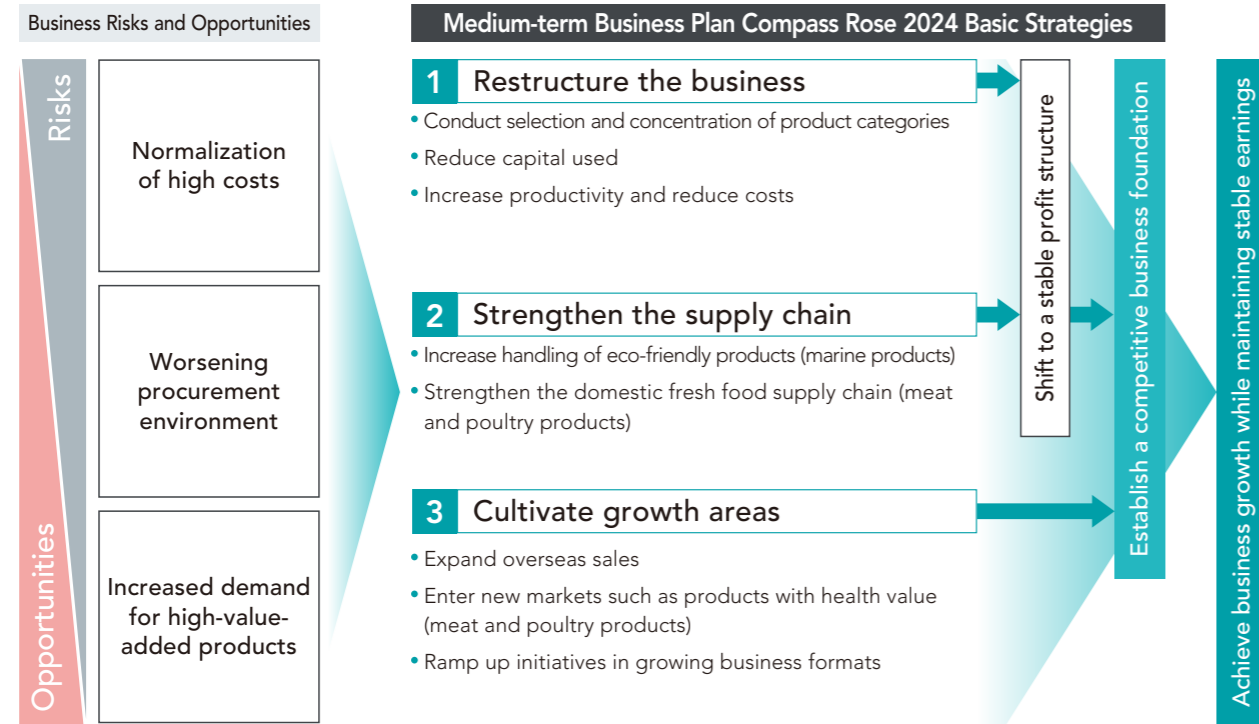 Business Risks and Opportunities
Risks
Opportunities
Normalization
of high costs
Worsening
procurement
environment
Increased demand
for high-value-
added products
Medium-term Business Plan Compass Rose 2024 Basic Strategies
1 Restructure the business
• Conduct selection and concentration of product categories
• Reduce capital used
• Increase productivity and reduce costs
2 Strengthen the supply chain
• Increase handling of eco-friendly products (marine products)
• Strengthen the domestic fresh food supply chain (meat
and poultry products)
3 Cultivate growth areas
• Expand overseas sales
• Enter new markets such as products with health value
(meat and poultry products)
• Ramp up initiatives in growing business formats
Shift to a stable profit structure
Establish a competitive business foundation
Achieve business growth while maintaining stable earnings